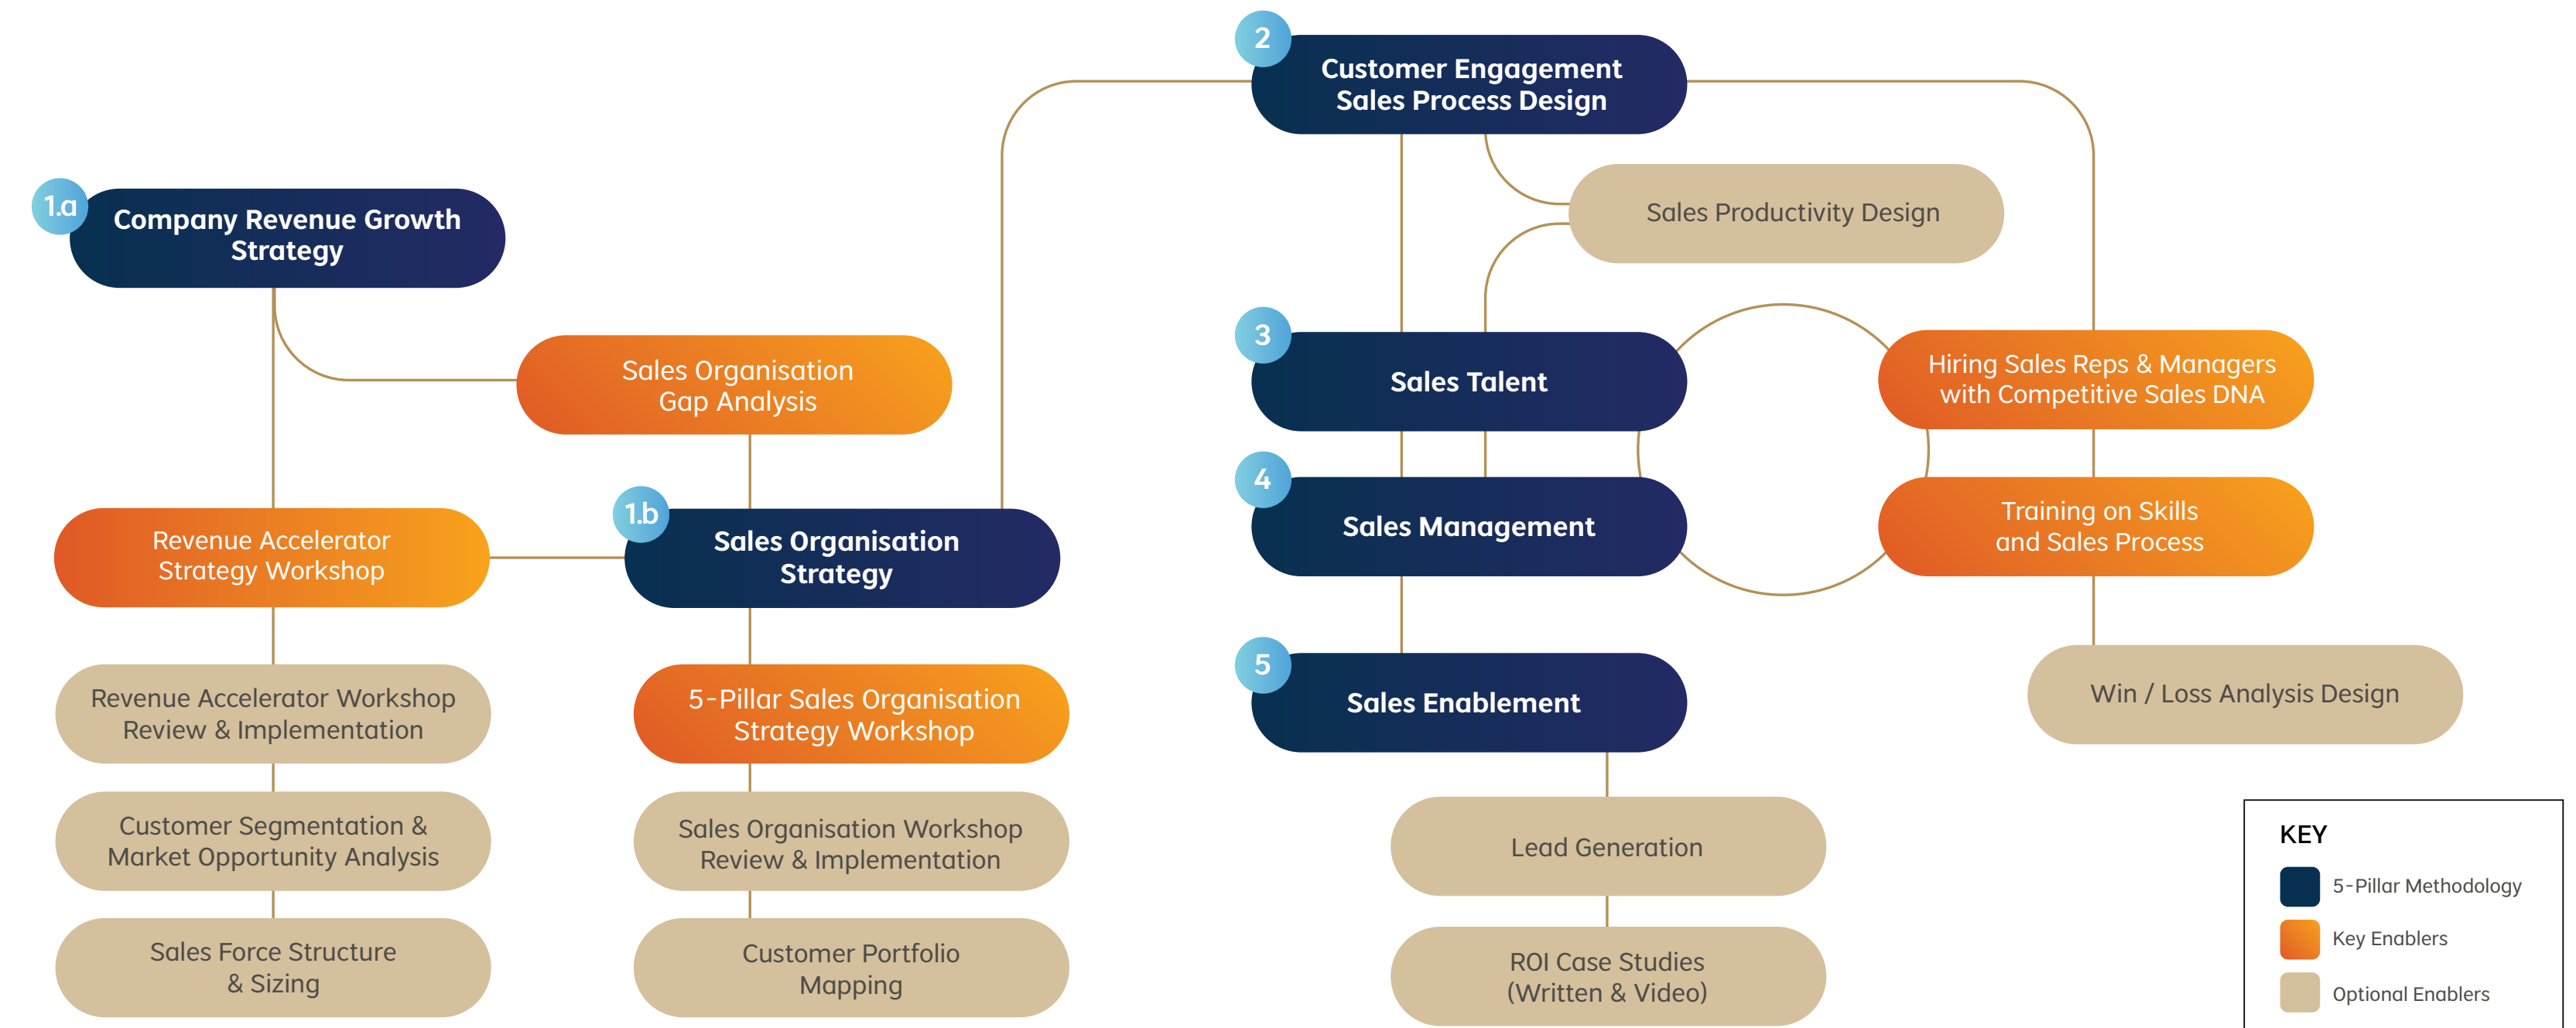 1.a
Company Revenue Growth
Strategy
Sales Organisation
Gap Analysis
Revenue Accelerator
Strategy Workshop
1.b
Sales Organisation
Strategy
Revenue Accelerator Workshop
Review & Implementation
Customer Segmentation &
Market Opportunity Analysis
Sales Force Structure
& Sizing
5-Pillar Sales Organisation
Strategy Workshop
Sales Organisation Workshop
Review & Implementation
Customer Portfolio
Mapping
2
Customer Engagement
Sales Process Design
Sales Productivity Design
3
Sales Talent
Hiring Sales Reps & Managers
with Competitive Sales DNA
4
Sales Management
Training on Skills
and Sales Process
5
Sales Enablement
Win / Loss Analysis Design
Lead Generation
ROI Case Studies
(Written & Video)
KEY
5-Pillar Methodology
Key Enablers
Optional Enablers